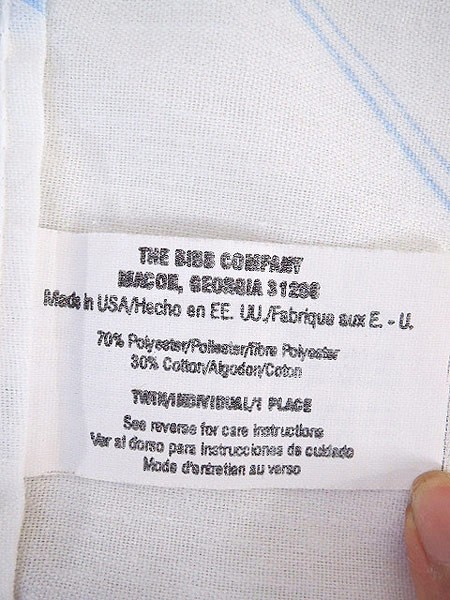 THE BIBB COMPANY
MACON, GEORGIA 31298
Made in USA/Hecho en EE. UU./Fabrique aux E. - U.
70% Polyester/Poliester/fibre Polyester
30% Cotton/Algodon/Coton
TWIN/INDIVIDUAL/1 PLACE
See reverse for care instructions
Ver al dorso para instrucciones de cuidado
Mode d'entretien au verso